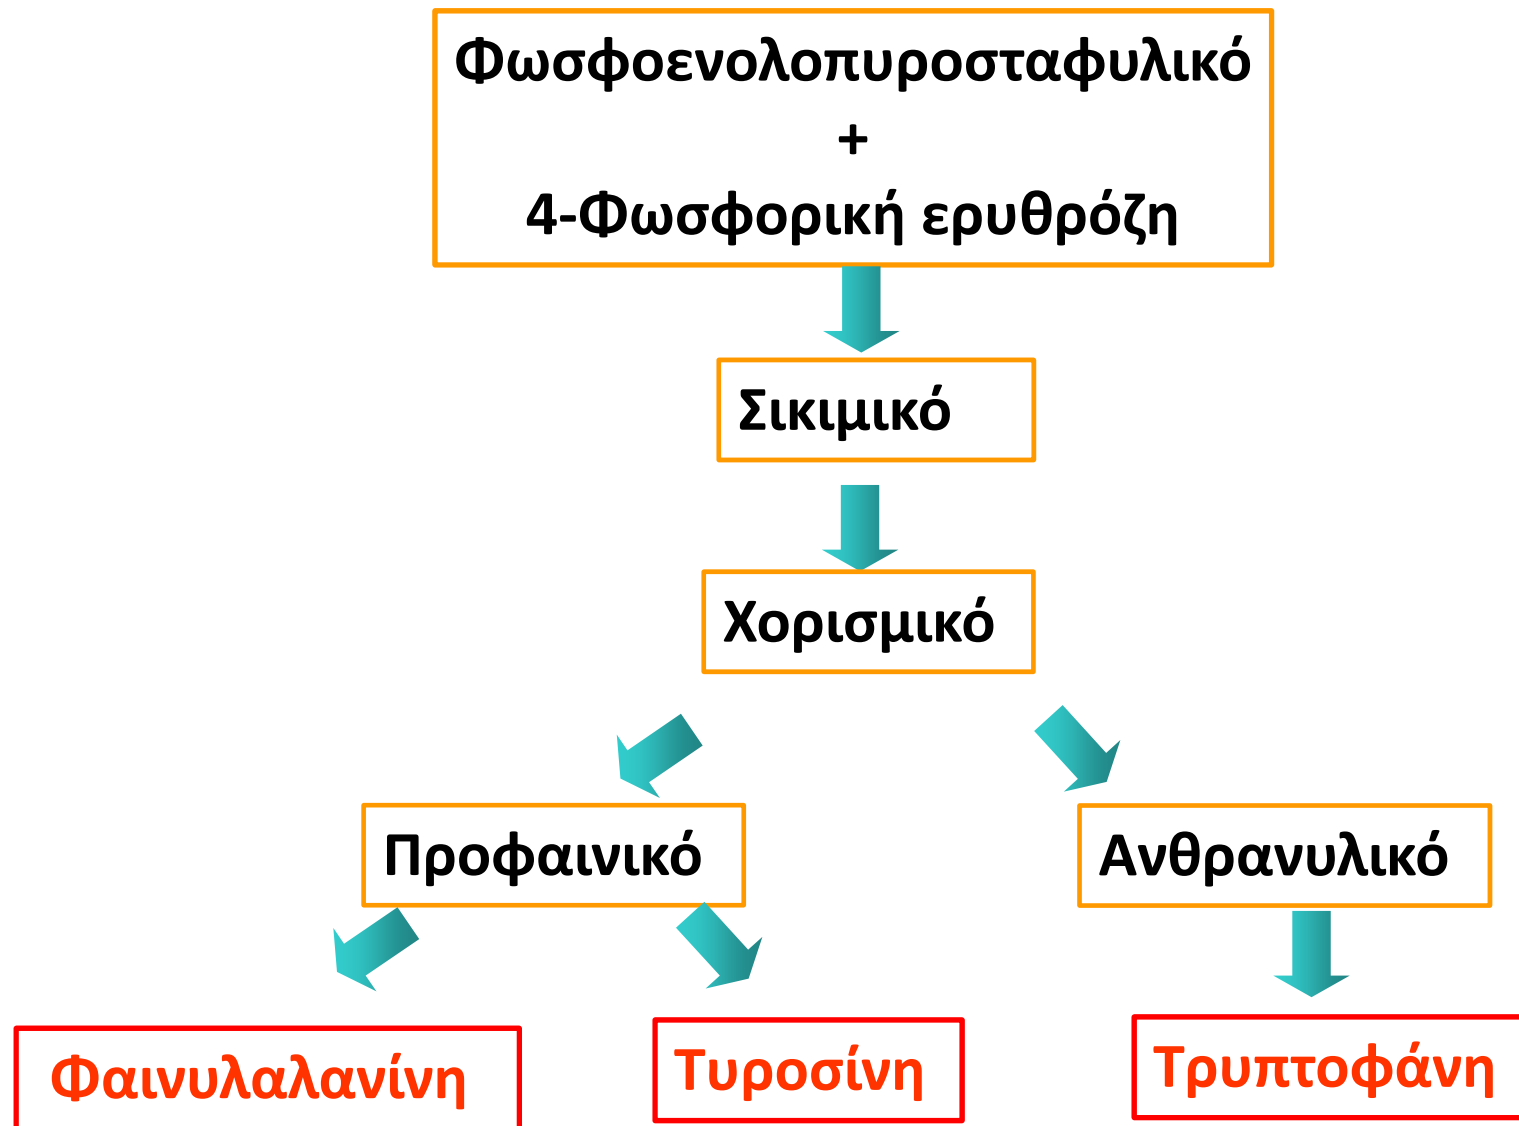 Φωσφοενολοπυροσταφυλικό
+
4-Φωσφορική ερυθρόζη
Σικιμικό
Χορισμικό
Προφαινικό
Ανθρανυλικό
Φαινυλαλανίνη
Τυροσίνη
Τρυπτοφάνη